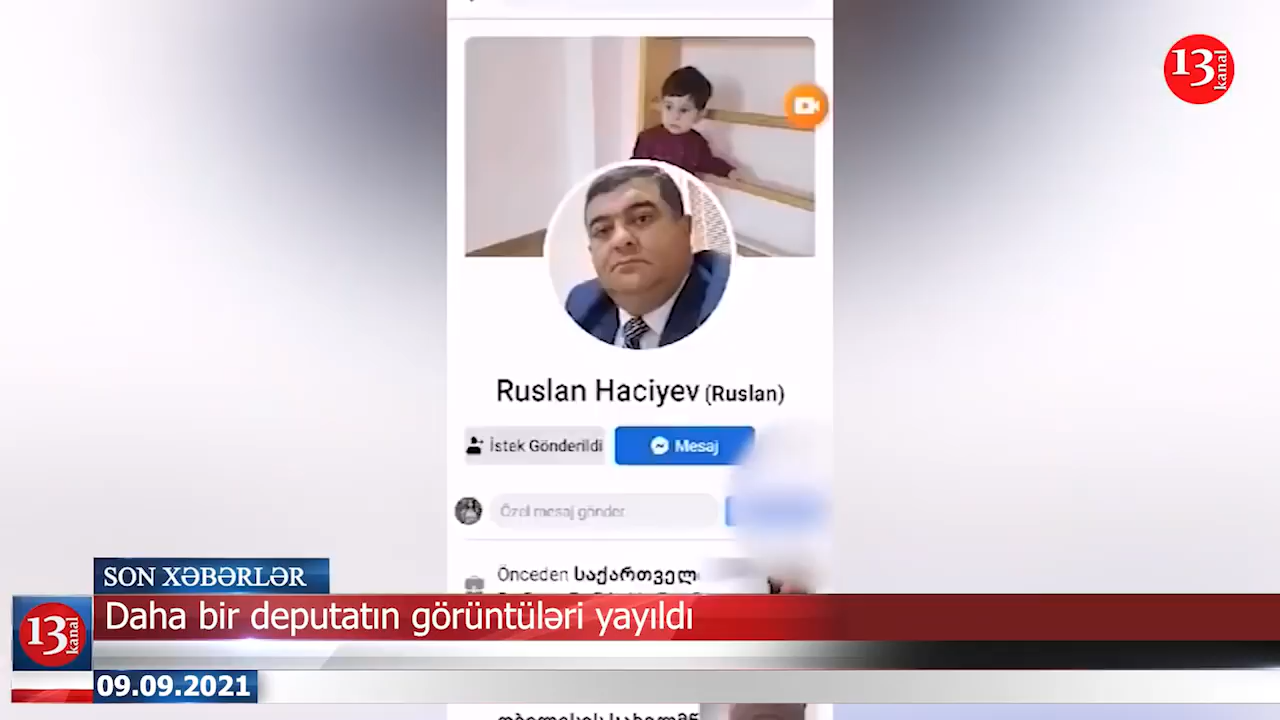 13 kanal
Ruslan Haciyev (Ruslan)
İstek Gönderildi
Mesaj
Özel mesaj gönder
Önceden საქართველ
SON XƏBƏRLƏR
Daha bir deputatın görüntüləri yayıldı
13 kanal
09.09.2021